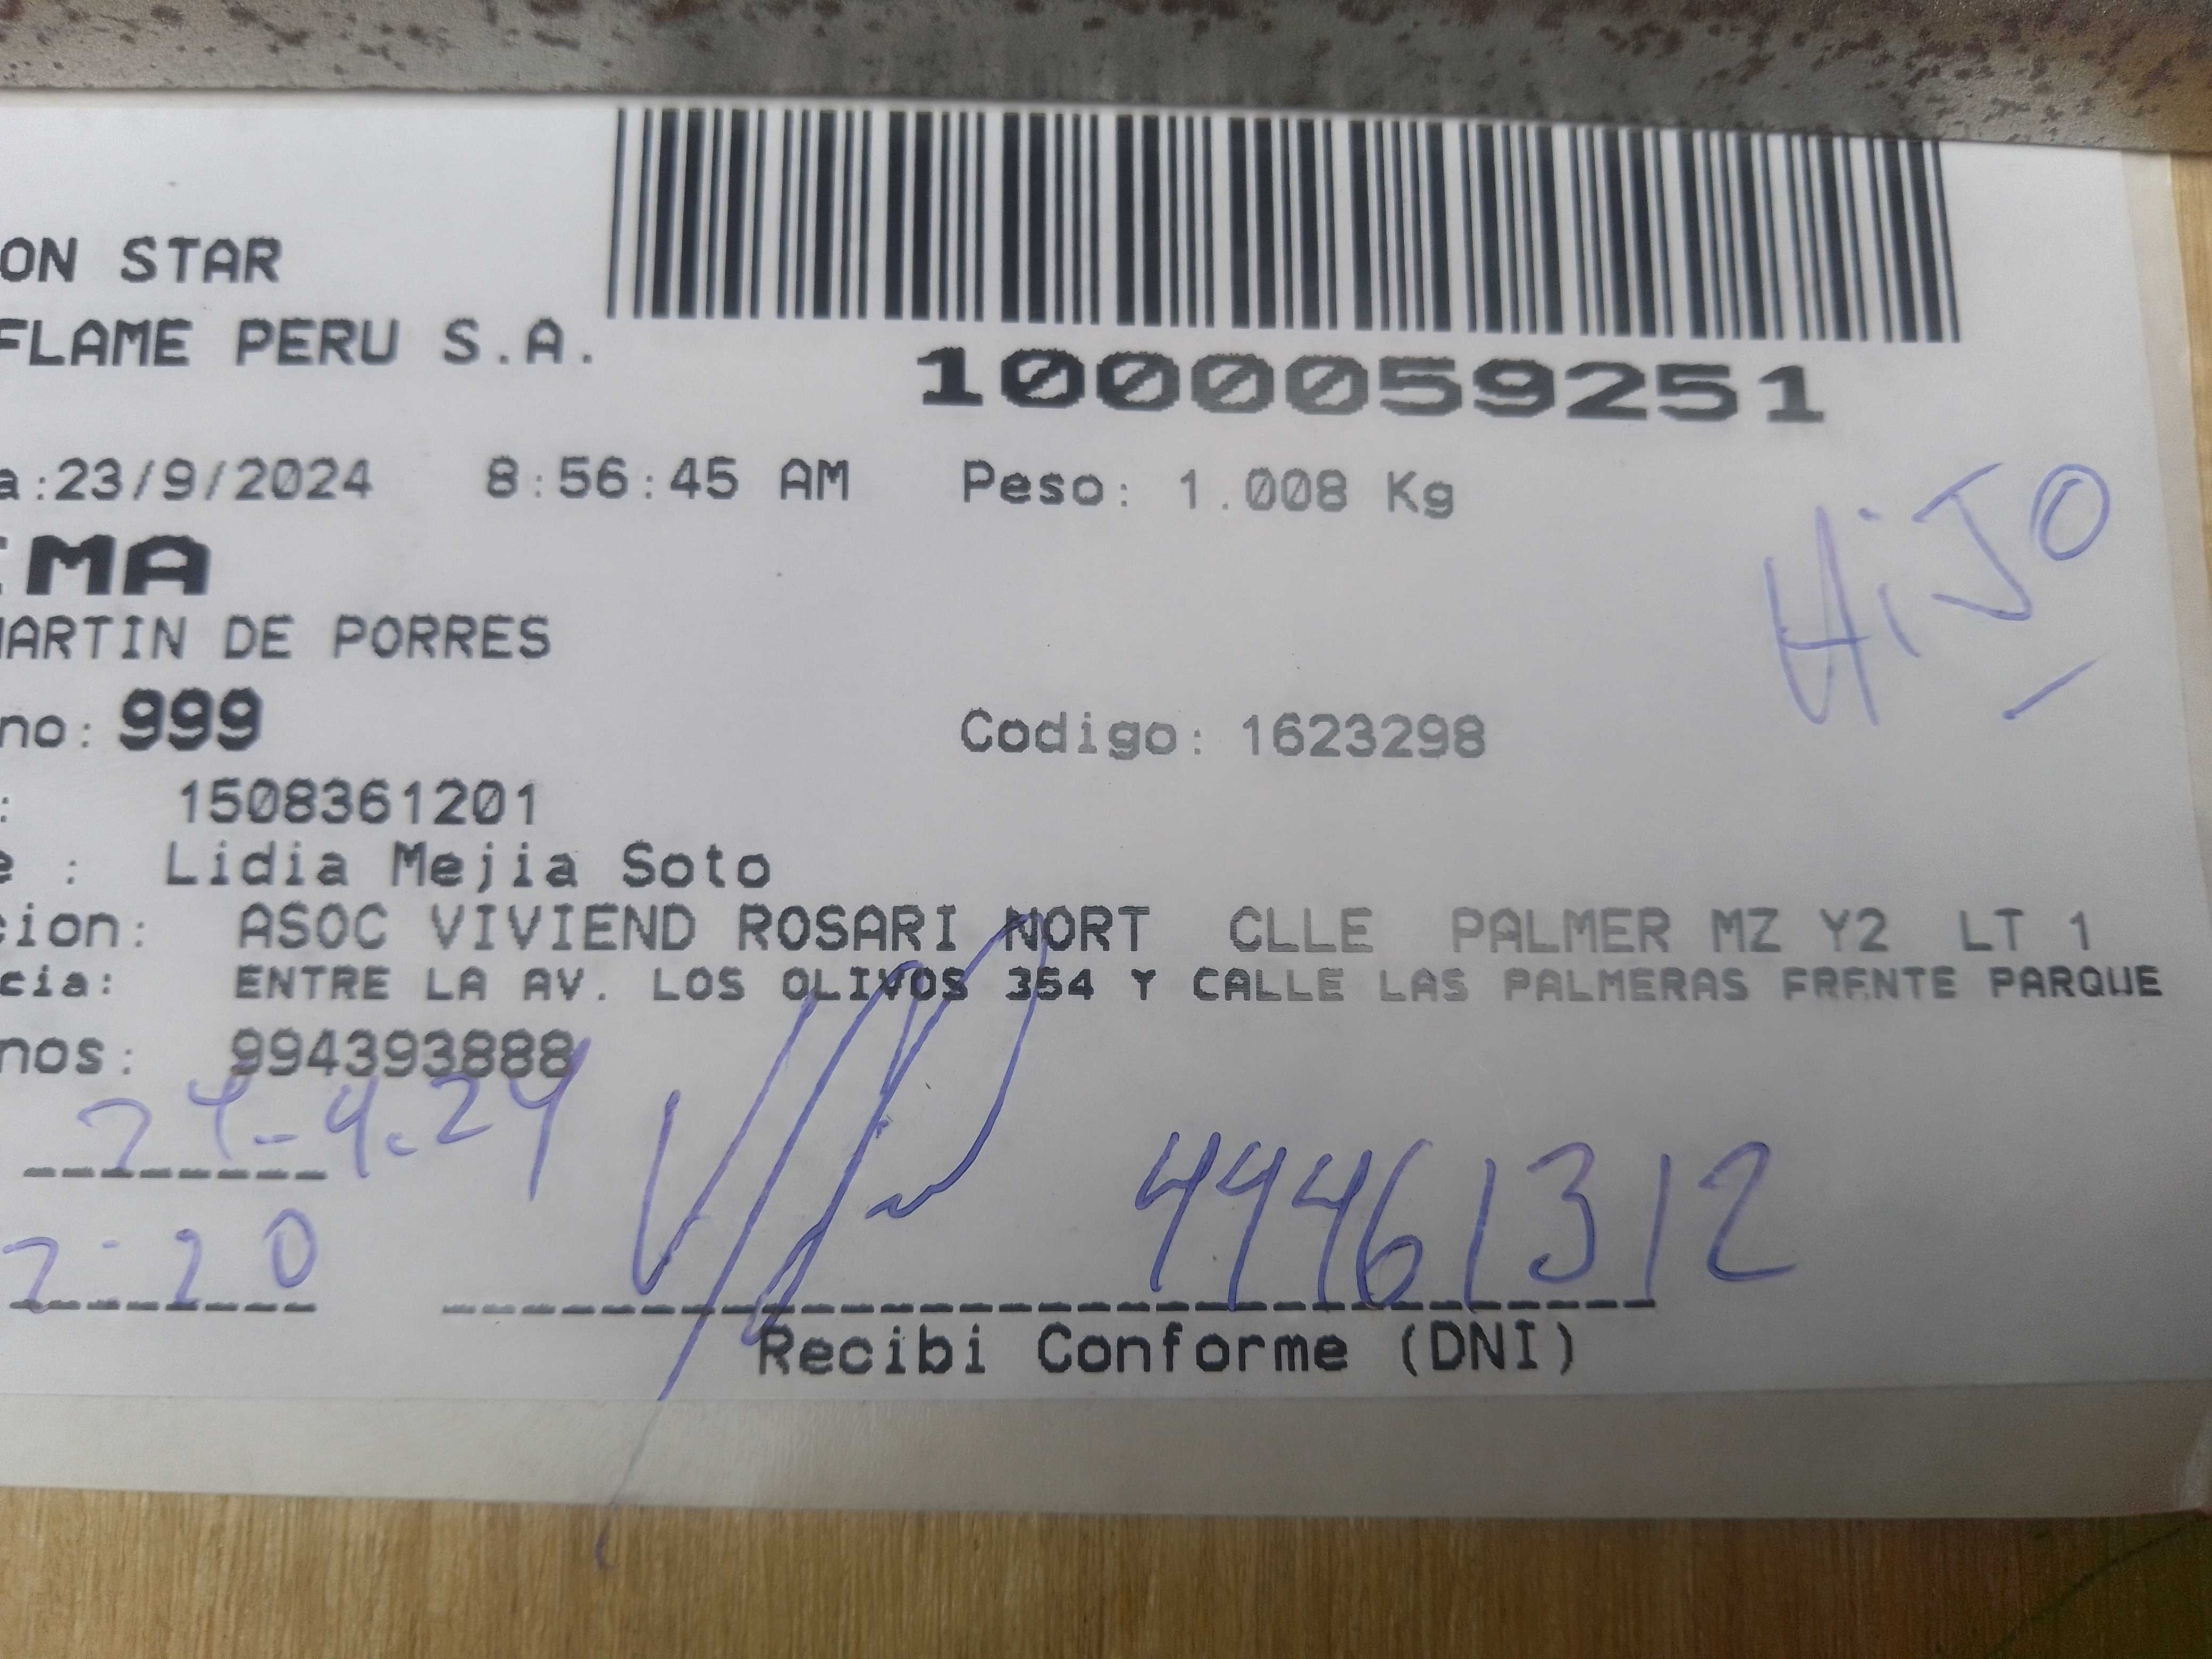 ON STAR
FLAME PERU S.A.
1000059251
a:23/9/2024 8:56:45 AM Peso: 1.008 Kg
HiJO
IMA
MARTIN DE PORRES
no: 999 Codigo: 1623298
: 1508361201
e : Lidia Mejia Soto
cion: ASOC VIVIEND ROSARI NORT CLLE PALMER MZ Y2 LT 1
cia: ENTRE LA AV. LOS OLIVOS 354 Y CALLE LAS PALMERAS FRENTE PARQUE
nos: 994393888
24-9-24
2:20 44461312
Recibi Conforme (DNI)